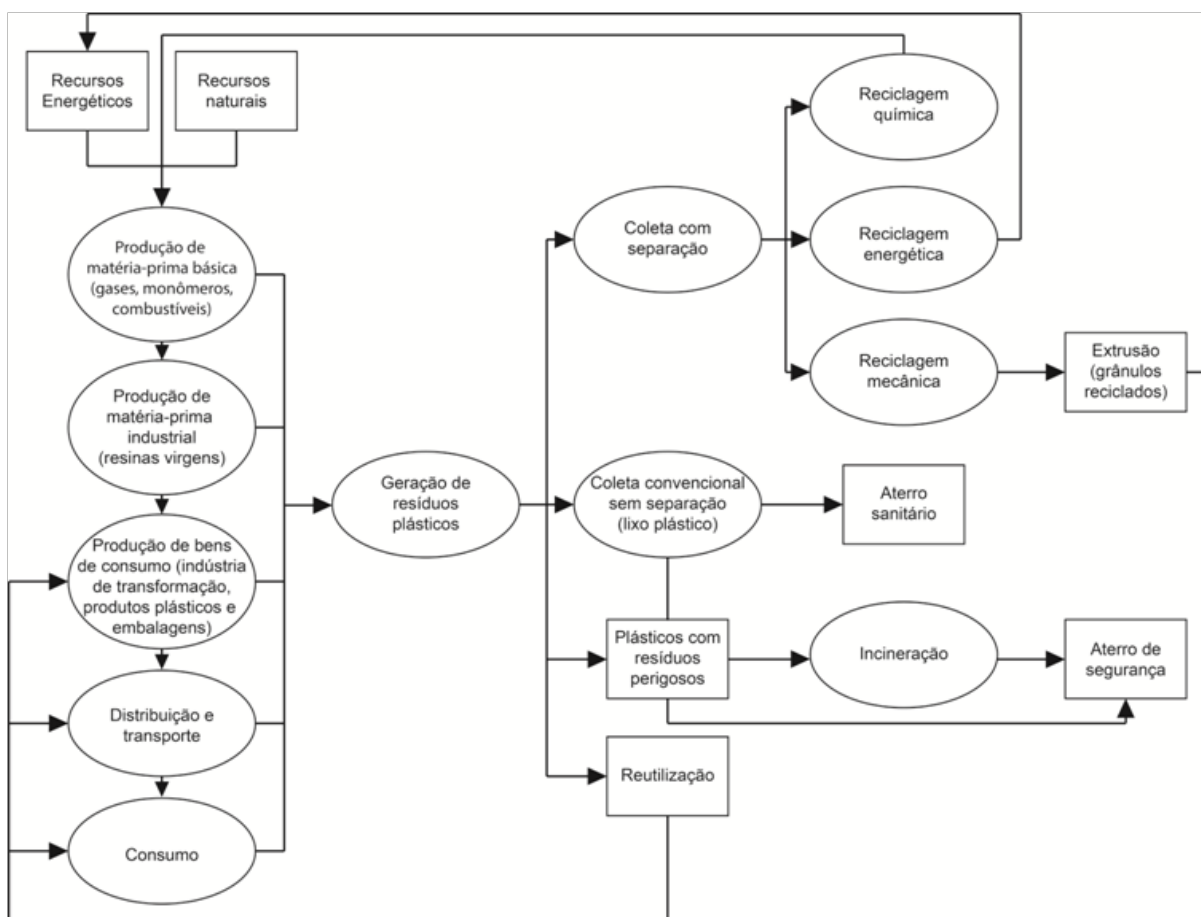 Recursos
Energéticos
Recursos
naturais
Produção de
matéria-prima básica
(gases, monômeros,
combustíveis)
Produção de
matéria-prima
industrial
(resinas virgens)
Produção de bens
de consumo (indústria
de transformação,
produtos plásticos e
embalagens)
Distribuição e
transporte
Consumo
Geração de
resíduos
plásticos
Coleta com
separação
Reciclagem
química
Reciclagem
energética
Reciclagem
mecânica
Extrusão
(grânulos
reciclados)
Coleta convencional
sem separação
(lixo plástico)
Aterro
sanitário
Plásticos com
resíduos
perigosos
Incineração
Aterro de
segurança
Reutilização